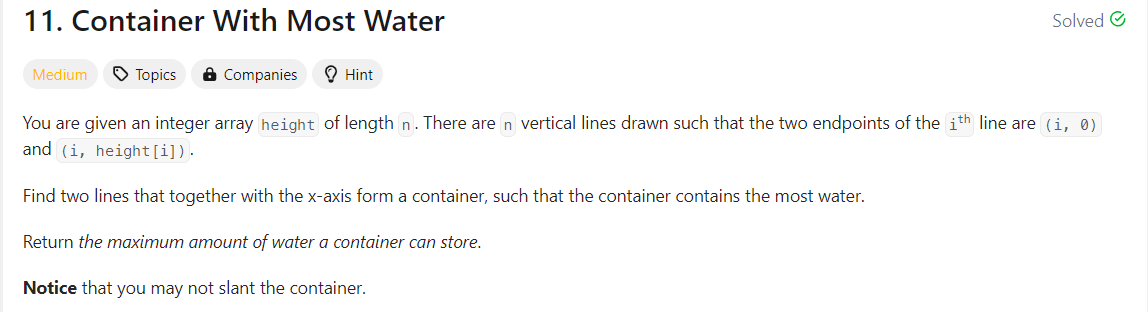 11. Container With Most Water
Solved
Medium Topics Companies Hint
You are given an integer array height of length n. There are n vertical lines drawn such that the two endpoints of the ith line are (i, 0)
and (i, height[i]).
Find two lines that together with the x-axis form a container, such that the container contains the most water.
Return the maximum amount of water a container can store.
Notice that you may not slant the container.